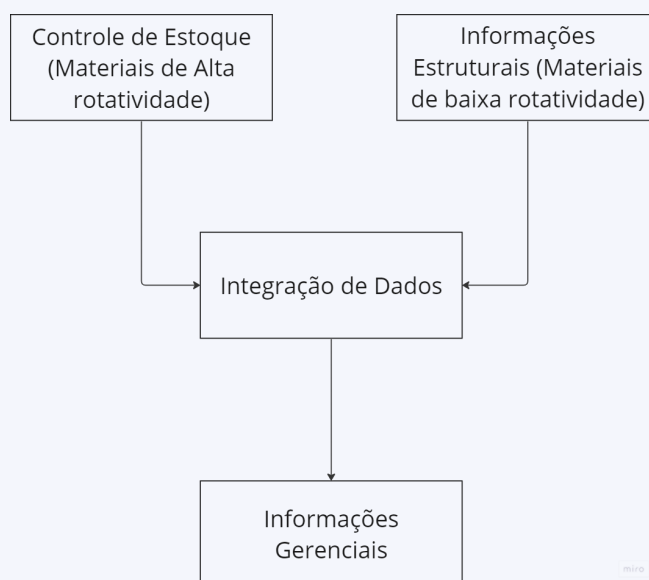 Controle de Estoque
(Materiais de Alta
rotatividade)
Informações
Estruturais (Materiais
de baixa rotatividade)
Integração de Dados
Informações
Gerenciais
miro